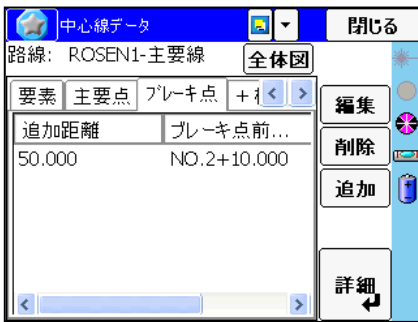 中心線データ
閉じる
路線: ROSEN1-主要線
全体図
要素 主要点 ブレーキ点
編集
追加距離 ブレーキ点前...
削除
50.000 NO.2+10.000
追加
詳細